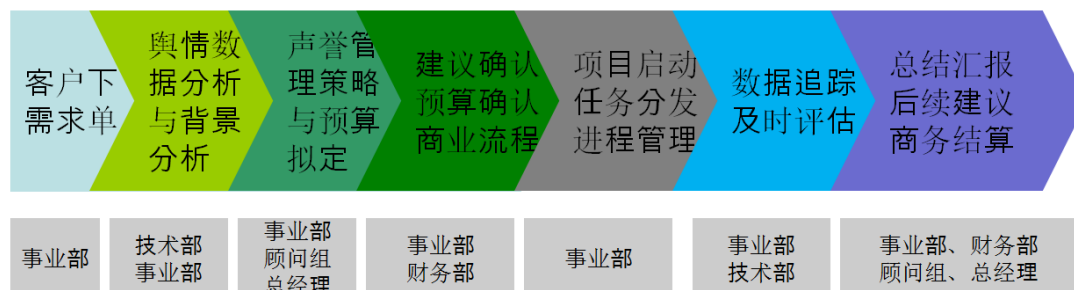 客户下
需求单
舆情数
据分析
与背景
分析
声誉管
理策略
与预算
拟定
建议确认
预算确认
商业流程
项目启动
任务分发
进程管理
数据追踪
及时评估
总结汇报
后续建议
商务结算
事业部
技术部
事业部
事业部
顾问组
总经理
事业部
财务部
事业部
事业部
技术部
事业部、财务部
顾问组、总经理